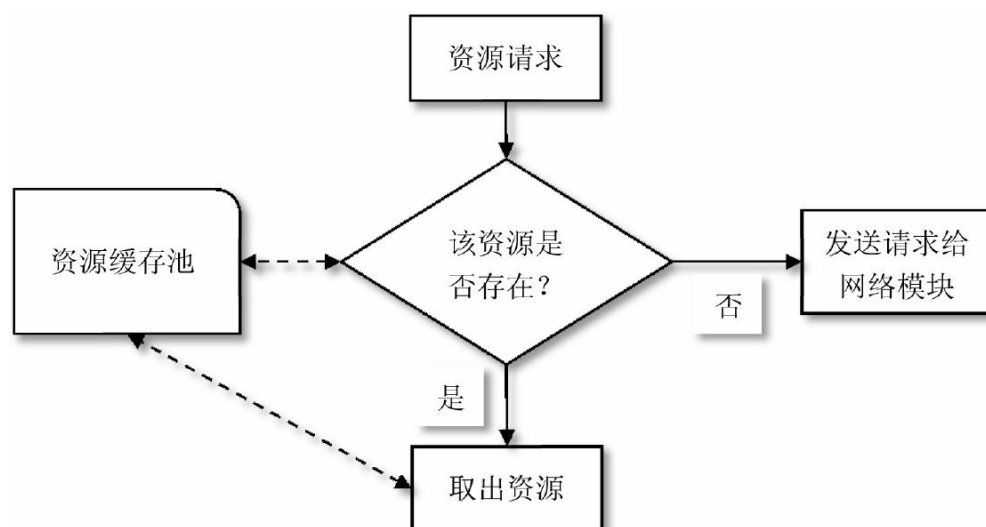 资源请求
资源缓存池
该资源是
否存在？
发送请求给
网络模块
否
是
取出资源